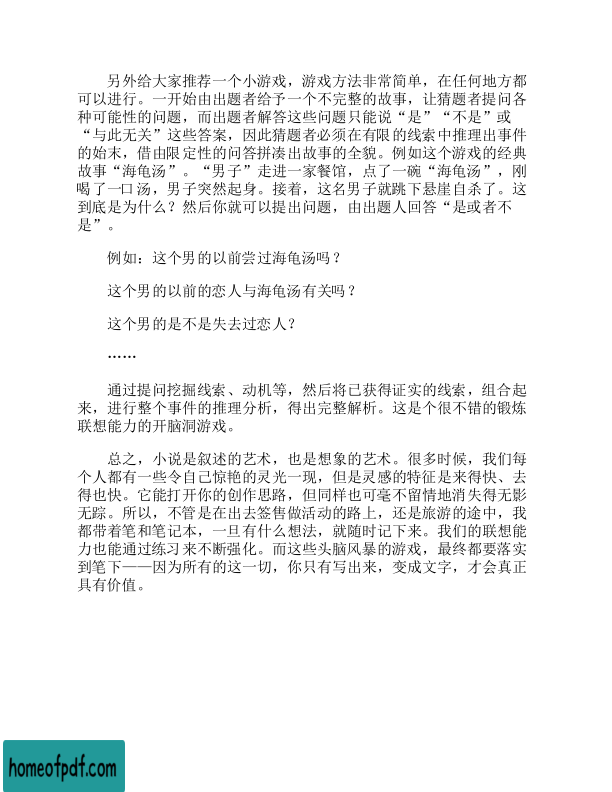 另外给大家推荐一个小游戏，游戏方法非常简单，在任何地方都
可以进行。一开始由出题者给予一个不完整的故事，让猜题者提问各
种可能性的问题，而出题者解答这些问题只能说“是”“不是”或
“与此无关”这些答案，因此猜题者必须在有限的线索中推理出事件
的始末，借由限定性的问答拼凑出故事的全貌。例如这个游戏的经典
故事“海龟汤”。“男子”走进一家餐馆，点了一碗“海龟汤”，刚
喝了一口汤，男子突然起身。接着，这名男子就跳下悬崖自杀了。这
到底是为什么？然后你就可以提出问题，由出题人回答“是或者不
是”。
例如：这个男的以前尝过海龟汤吗？
这个男的以前的恋人与海龟汤有关吗？
这个男的是不是失去过恋人？
……
通过提问挖掘线索、动机等，然后将已获得证实的线索，组合起
来，进行整个事件的推理分析，得出完整解析。这是个很不错的锻炼
联想能力的开脑洞游戏。
总之，小说是叙述的艺术，也是想象的艺术。很多时候，我们每
个人都有一些令自己惊艳的灵光一现，但是灵感的特征是来得快、去
得也快。它能打开你的创作思路，但同样也可毫不留情地消失得无影
无踪。所以，不管是在出去签售做活动的路上，还是旅游的途中，我
都带着笔和笔记本，一旦有什么想法，就随时记下来。我们的联想能
力也能通过练习来不断强化。而这些头脑风暴的游戏，最终都要落实
到笔下——因为所有的这一切，你只有写出来，变成文字，才会真正
具有价值。
homeofpdf.com